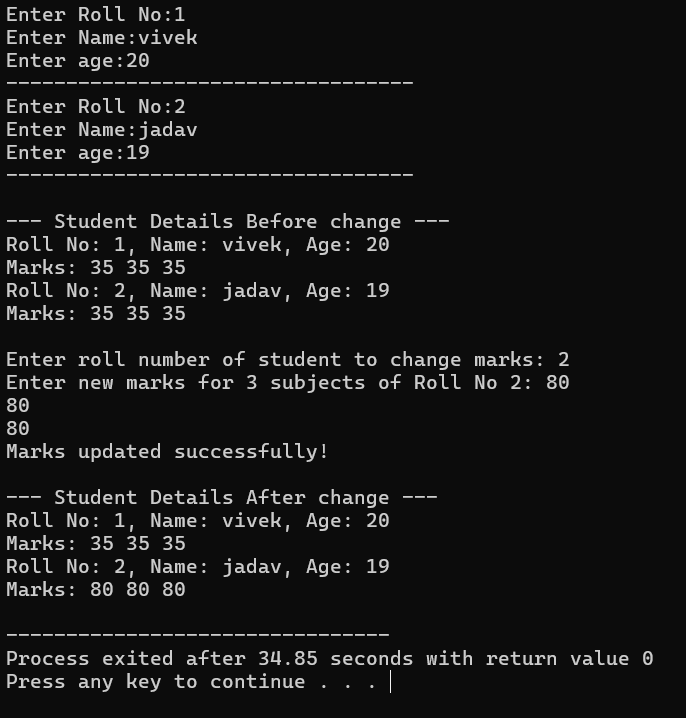 Enter Roll No:1
Enter Name:vivek
Enter age:20
----------------------------------
Enter Roll No:2
Enter Name:jadav
Enter age:19
----------------------------------
--- Student Details Before change ---
Roll No: 1, Name: vivek, Age: 20
Marks: 35 35 35
Roll No: 2, Name: jadav, Age: 19
Marks: 35 35 35
Enter roll number of student to change marks: 2
Enter new marks for 3 subjects of Roll No 2: 80
80
80
Marks updated successfully!
--- Student Details After change ---
Roll No: 1, Name: vivek, Age: 20
Marks: 35 35 35
Roll No: 2, Name: jadav, Age: 19
Marks: 80 80 80
--------------------------------
Process exited after 34.85 seconds with return value 0
Press any key to continue . . .